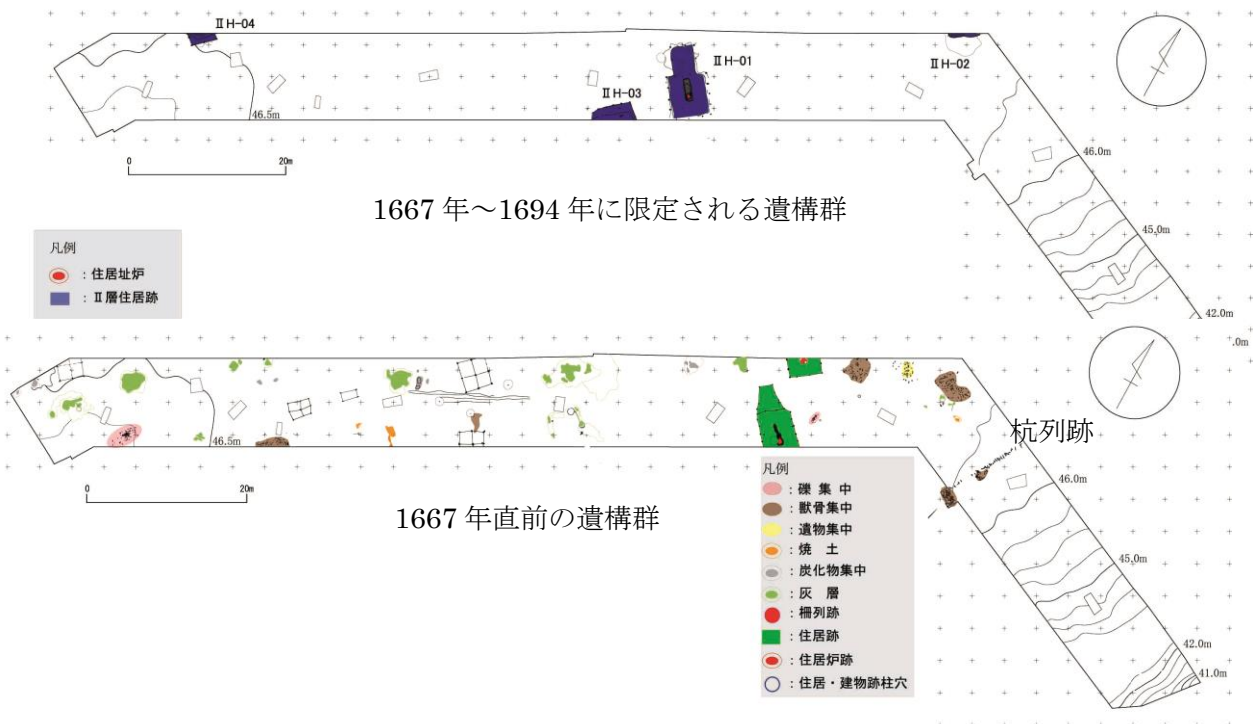 ⅡH-04
ⅡH-01
ⅡH-02
ⅡH-03
46.5m
46.0m
45.0m
42.0m
0 20m
1667年～1694年に限定される遺構群
凡例
：住居址炉
：Ⅱ層住居跡
.0m
46.5m
杭列跡
46.0m
45.0m
42.0m
41.0m
0 20m
1667年直前の遺構群
凡例
：礫集中
：獣骨集中
：遺物集中
：焼土
：炭化物集中
：灰層
：柵列跡
：住居跡
：住居炉跡
：住居・建物跡柱穴